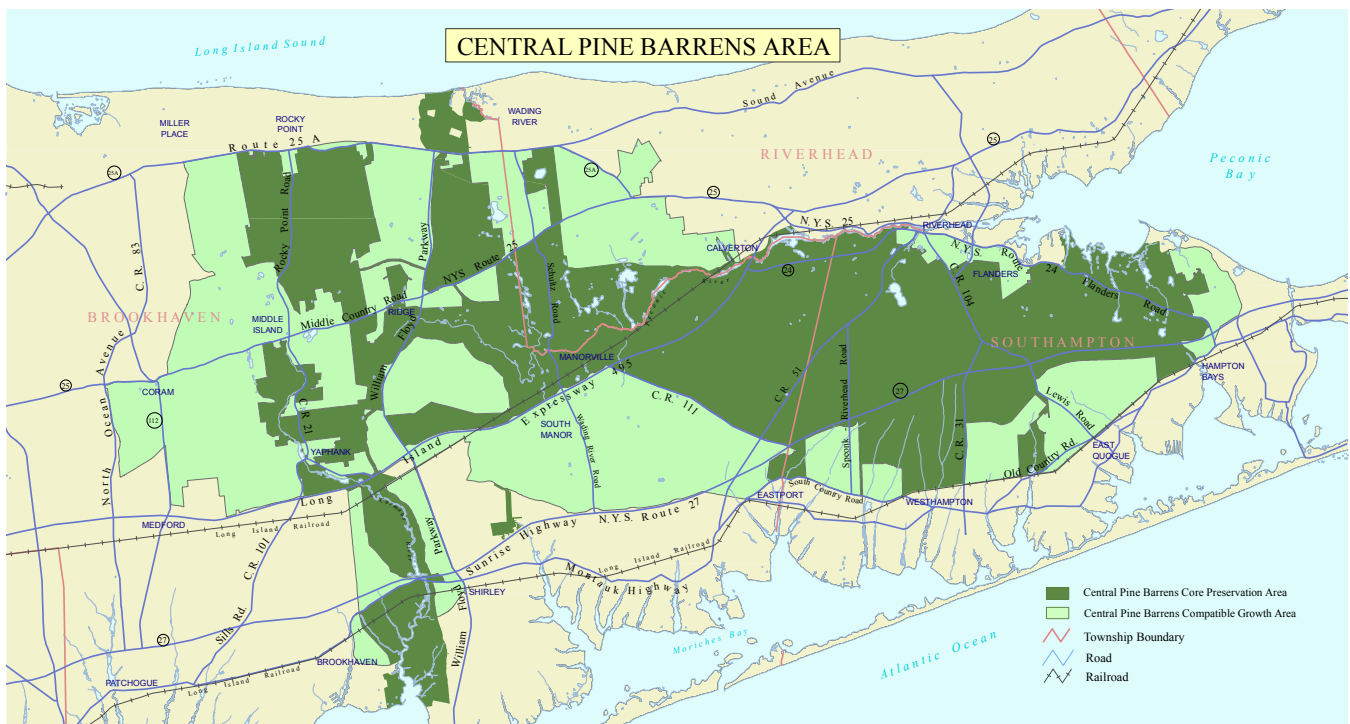 CENTRAL PINE BARRENS AREA
Long Island Sound
Sound Avenue
WADING
RIVER
MILLER
PLACE
ROCKY
POINT
Route 25 A
25A
25A
RIVERHEAD
25
25
Peconic
Bay
Rocky Point Road
Parkway
N.Y.S. 25
RIVERHEAD
CALVERTON
NYS Route 25
Schultz Road
C.R. 83
24
N.Y.S. Route 24
FLANDERS
Flanders Road
C.R. 104
River
BROOKHAVEN
MIDDLE
ISLAND
Middle Country Road
RIDGE
William Floyd
SOUTHAMPTON
MANORVILLE
HAMPTON
BAYS
25
CORAM
North Ocean Avenue
112
C.R. 21
Long Island Expressway 495
C.R. 111
C.R. 51
Speonk - Riverhead Road
27
C.R. 31
Lewis Road
SOUTH
MANOR
Wading River Road
YAPHANK
EAST
QUOGUE
Old Country Rd
South Country Road
EASTPORT
WESTHAMPTON
MEDFORD
Long Island Railroad
C.R. 101
Sills Rd.
Parkway
Sunrise Highway N.Y.S. Route 27
Long Island Railroad
Montauk Highway
SHIRLEY
William Floyd
27
BROOKHAVEN
PATCHOGUE
Long Island Railroad
Moriches Bay
Atlantic Ocean
Central Pine Barrens Core Preservation Area
Central Pine Barrens Compatible Growth Area
Township Boundary
Road
Railroad